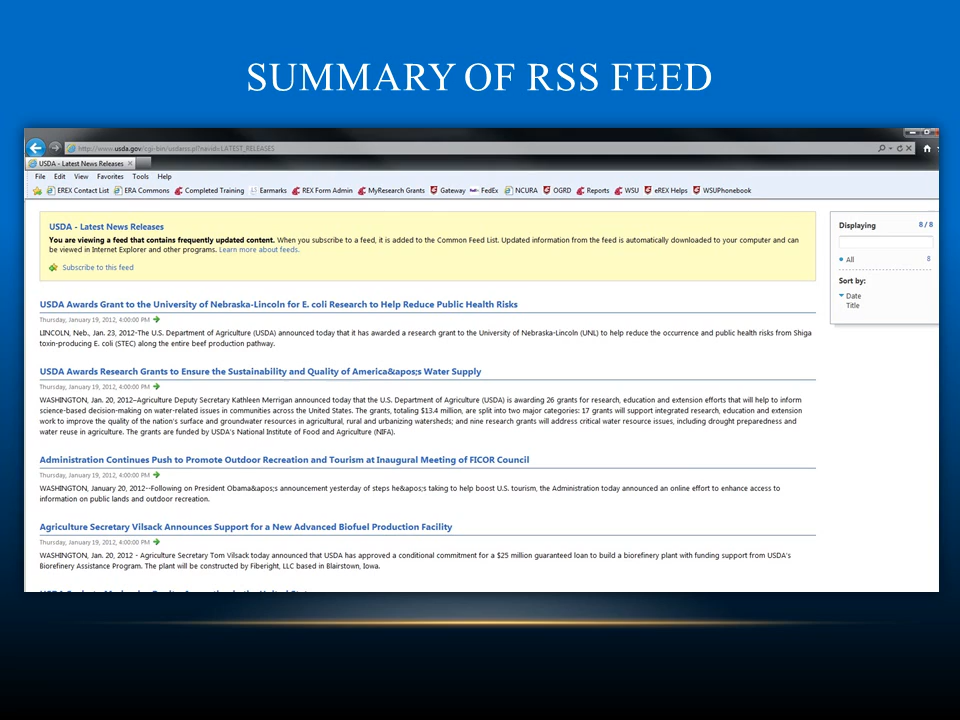 SUMMARY OF RSS FEED
http://www.usda.gov/cgi-bin/usdarss.pl?navid=LATEST_RELEASES
USDA - Latest News Releases
File Edit View Favorites Tools Help
EREX Contact List ERA Commons Completed Training Earmarks REX Form Admin MyResearch Grants Gateway FedEx NCURA OGRD Reports WSU eREX Helps WSUPhonebook
USDA - Latest News Releases
You are viewing a feed that contains frequently updated content. When you subscribe to a feed, it is added to the Common Feed List. Updated information from the feed is automatically downloaded to your computer and can
be viewed in Internet Explorer and other programs. Learn more about feeds.
Subscribe to this feed
Displaying 8 / 8
All 8
Sort by:
Date
Title
USDA Awards Grant to the University of Nebraska-Lincoln for E. coli Research to Help Reduce Public Health Risks
Thursday, January 19, 2012, 4:00:00 PM
LINCOLN, Neb., Jan. 23, 2012-The U.S. Department of Agriculture (USDA) announced today that it has awarded a research grant to the University of Nebraska-Lincoln (UNL) to help reduce the occurrence and public health risks from Shiga
toxin-producing E. coli (STEC) along the entire beef production pathway.
USDA Awards Research Grants to Ensure the Sustainability and Quality of America&apos;s Water Supply
Thursday, January 19, 2012, 4:00:00 PM
WASHINGTON, Jan. 20, 2012–Agriculture Deputy Secretary Kathleen Merrigan announced today that the U.S. Department of Agriculture (USDA) is awarding 26 grants for research, education and extension efforts that will help to inform
science-based decision-making on water-related issues in communities across the United States. The grants, totaling $13.4 million, are split into two major categories: 17 grants will support integrated research, education and extension
work to improve the quality of the nation's surface and groundwater resources in agricultural, rural and urbanizing watersheds; and nine research grants will address critical water resource issues, including drought preparedness and
water reuse in agriculture. The grants are funded by USDA's National Institute of Food and Agriculture (NIFA).
Administration Continues Push to Promote Outdoor Recreation and Tourism at Inaugural Meeting of FICOR Council
Thursday, January 19, 2012, 4:00:00 PM
WASHINGTON, January 20, 2012--Following on President Obama&apos;s announcement yesterday of steps he&apos;s taking to help boost U.S. tourism, the Administration today announced an online effort to enhance access to
information on public lands and outdoor recreation.
Agriculture Secretary Vilsack Announces Support for a New Advanced Biofuel Production Facility
Thursday, January 19, 2012, 4:00:00 PM
WASHINGTON, Jan. 20, 2012 - Agriculture Secretary Tom Vilsack today announced that USDA has approved a conditional commitment for a $25 million guaranteed loan to build a biorefinery plant with funding support from USDA's
Biorefinery Assistance Program. The plant will be constructed by Fiberight, LLC based in Blairstown, Iowa.